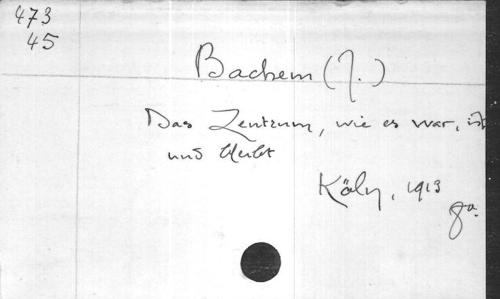 473
45
Bachem (J.)
Das Zentrum, wie es war, ist
und bleibt
Köln, 1913
8o.